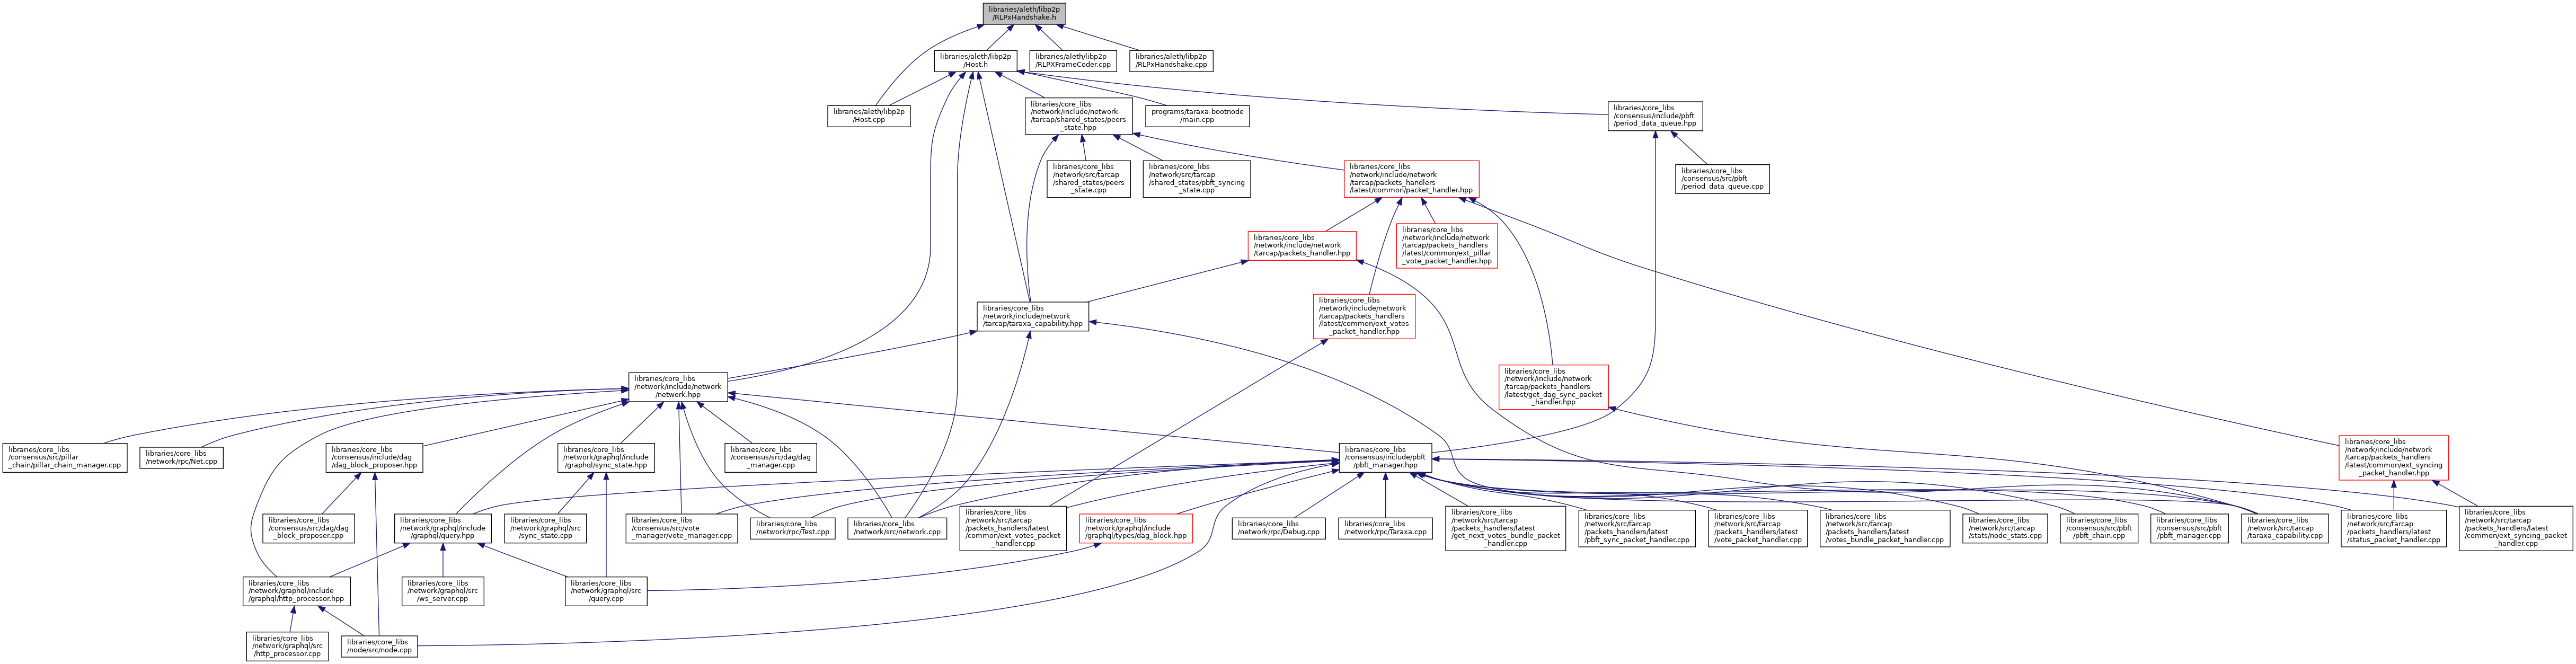 libraries/aleth/libp2p
/RLPxHandshake.h
libraries/aleth/libp2p
/Host.h
libraries/aleth/libp2p
/RLPXFrameCoder.cpp
libraries/aleth/libp2p
/RLPxHandshake.cpp
libraries/aleth/libp2p
/Host.cpp
libraries/core_libs
/network/include/network
/tarcap/shared_states/peers
_state.hpp
programs/taraxa-bootnode
/main.cpp
libraries/core_libs
/consensus/include/pbft
/period_data_queue.hpp
libraries/core_libs
/network/src/tarcap
/shared_states/peers
_state.cpp
libraries/core_libs
/network/src/tarcap
/shared_states/pbft_syncing
_state.cpp
libraries/core_libs
/network/include/network
/tarcap/packets_handlers
/latest/common/packet_handler.hpp
libraries/core_libs
/consensus/src/pbft
/period_data_queue.cpp
libraries/core_libs
/network/include/network
/tarcap/packets_handler.hpp
libraries/core_libs
/network/include/network
/tarcap/packets_handlers
/latest/common/ext_pillar
_vote_packet_handler.hpp
libraries/core_libs
/network/include/network
/tarcap/taraxa_capability.hpp
libraries/core_libs
/network/include/network
/tarcap/packets_handlers
/latest/common/ext_votes
_packet_handler.hpp
libraries/core_libs
/network/include/network
/network.hpp
libraries/core_libs
/network/include/network
/tarcap/packets_handlers
/latest/get_dag_sync_packet
_handler.hpp
libraries/core_libs
/consensus/src/pillar
_chain/pillar_chain_manager.cpp
libraries/core_libs
/network/rpc/Net.cpp
libraries/core_libs
/consensus/include/dag
/dag_block_proposer.hpp
libraries/core_libs
/network/graphql/include
/graphql/sync_state.hpp
libraries/core_libs
/consensus/src/dag/dag
_manager.cpp
libraries/core_libs
/consensus/include/pbft
/pbft_manager.hpp
libraries/core_libs
/network/include/network
/tarcap/packets_handlers
/latest/common/ext_syncing
_packet_handler.hpp
libraries/core_libs
/consensus/src/dag/dag
_block_proposer.cpp
libraries/core_libs
/network/graphql/include
/graphql/query.hpp
libraries/core_libs
/network/graphql/src
/sync_state.cpp
libraries/core_libs
/consensus/src/vote
_manager/vote_manager.cpp
libraries/core_libs
/network/rpc/Test.cpp
libraries/core_libs
/network/src/network.cpp
libraries/core_libs
/network/src/tarcap
/packets_handlers/latest
/common/ext_votes_packet
_handler.cpp
libraries/core_libs
/network/graphql/include
/graphql/types/dag_block.hpp
libraries/core_libs
/network/rpc/Debug.cpp
libraries/core_libs
/network/rpc/Taraxa.cpp
libraries/core_libs
/network/src/tarcap
/packets_handlers/latest
/get_next_votes_bundle_packet
_handler.cpp
libraries/core_libs
/network/src/tarcap
/packets_handlers/latest
/pbft_sync_packet_handler.cpp
libraries/core_libs
/network/src/tarcap
/packets_handlers/latest
/vote_packet_handler.cpp
libraries/core_libs
/network/src/tarcap
/packets_handlers/latest
/votes_bundle_packet_handler.cpp
libraries/core_libs
/network/src/tarcap
/stats/node_stats.cpp
libraries/core_libs
/consensus/src/pbft
/pbft_chain.cpp
libraries/core_libs
/consensus/src/pbft
/pbft_manager.cpp
libraries/core_libs
/network/src/tarcap
/taraxa_capability.cpp
libraries/core_libs
/network/src/tarcap
/packets_handlers/latest
/status_packet_handler.cpp
libraries/core_libs
/network/src/tarcap
/packets_handlers/latest
/common/ext_syncing_packet
_handler.cpp
libraries/core_libs
/network/graphql/include
/graphql/http_processor.hpp
libraries/core_libs
/network/graphql/src
/ws_server.cpp
libraries/core_libs
/network/graphql/src
/query.cpp
libraries/core_libs
/network/graphql/src
/http_processor.cpp
libraries/core_libs
/node/src/node.cpp